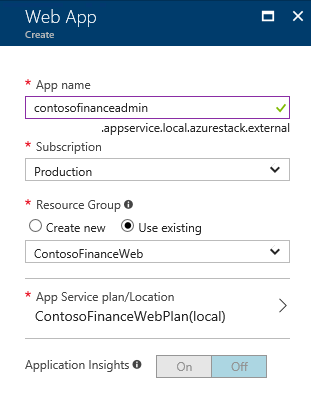 Web App
Create
* App name
contosofinanceadmin
.appservice.local.azurestack.external
* Subscription
Production
* Resource Group
Create new Use existing
ContosoFinanceWeb
* App Service plan/Location
ContosoFinanceWebPlan(local)
Application Insights On Off